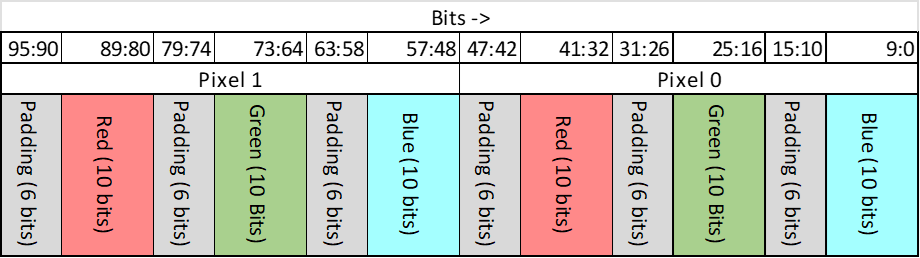 Bits ->
95:90 89:80 79:74 73:64 63:58 57:48 47:42 41:32 31:26 25:16 15:10 9:0
Pixel 1 Pixel 0
Padding (6 bits) Red (10 bits) Padding (6 bits) Green (10 Bits) Padding (6 bits) Blue (10 bits) Padding (6 bits) Red (10 bits) Padding (6 bits) Green (10 Bits) Padding (6 bits) Blue (10 bits)